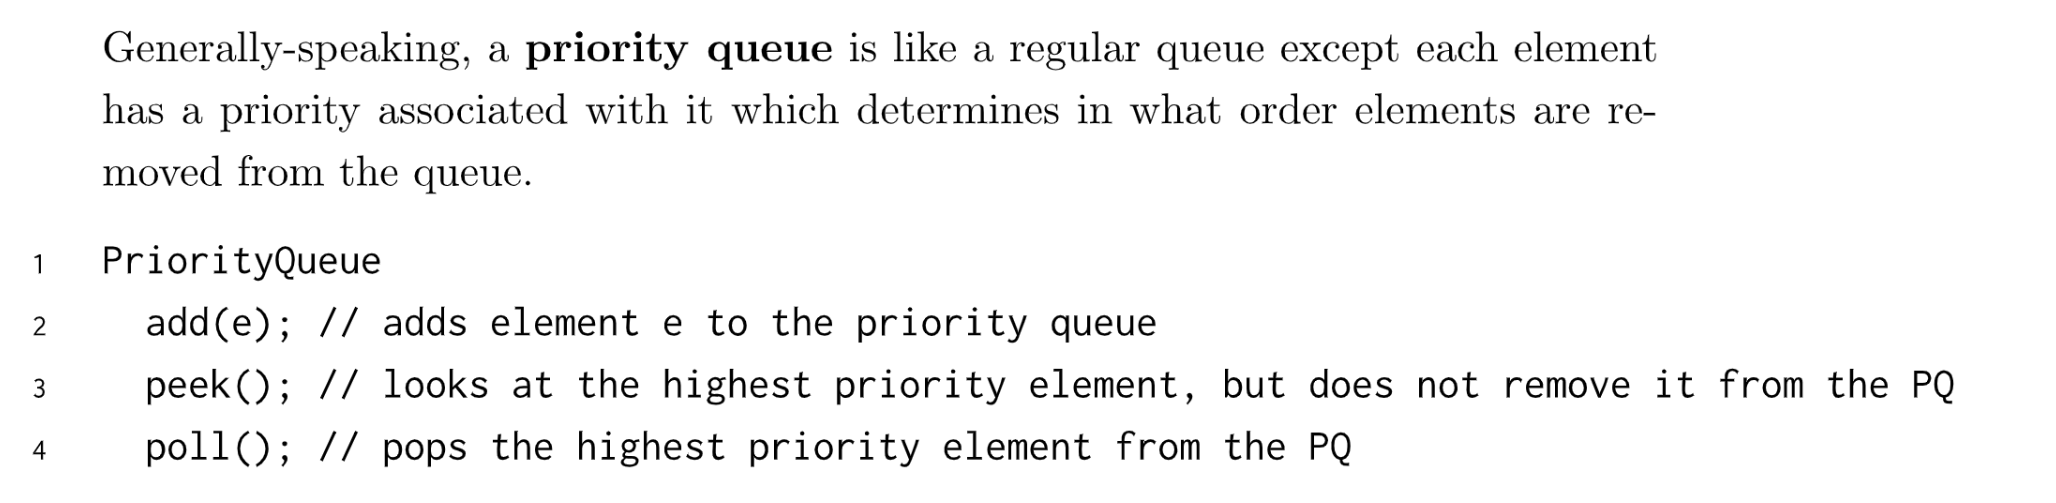 Generally-speaking, a priority queue is like a regular queue except each element
has a priority associated with it which determines in what order elements are re-
moved from the queue.
1 PriorityQueue
2 add(e); // adds element e to the priority queue
3 peek(); // looks at the highest priority element, but does not remove it from the PQ
4 poll(); // pops the highest priority element from the PQ